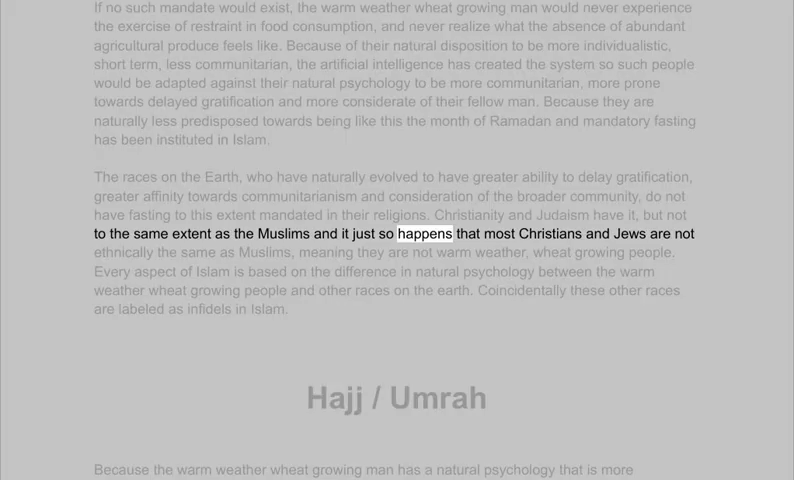 If no such mandate would exist, the warm weather wheat growing man would never experience
the exercise of restraint in food consumption, and never realize what the absence of abundant
agricultural produce feels like. Because of their natural disposition to be more individualistic,
short term, less communitarian, the artificial intelligence has created the system so such people
would be adapted against their natural psychology to be more communitarian, more prone
towards delayed gratification and more considerate of their fellow man. Because they are
naturally less predisposed towards being like this the month of Ramadan and mandatory fasting
has been instituted in Islam.
The races on the Earth, who have naturally evolved to have greater ability to delay gratification,
greater affinity towards communitarianism and consideration of the broader community, do not
have fasting to this extent mandated in their religions. Christianity and Judaism have it, but not
to the same extent as the Muslims and it just so happens that most Christians and Jews are not
ethnically the same as Muslims, meaning they are not warm weather, wheat growing people.
Every aspect of Islam is based on the difference in natural psychology between the warm
weather wheat growing people and other races on the earth. Coincidentally these other races
are labeled as infidels in Islam.
Hajj / Umrah
Because the warm weather wheat growing man has a natural psychology that is more